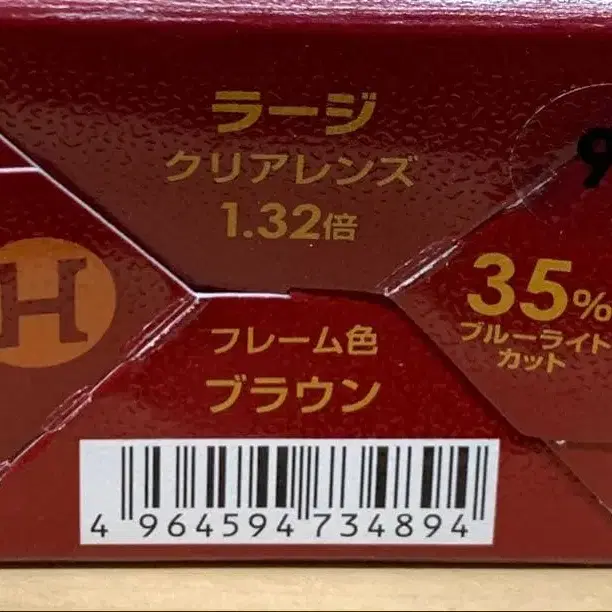 ラージ
クリアレンズ
1.32倍
9
H
35%
ブルーライト
カット
フレーム色
ブラウン
4 964594 734894